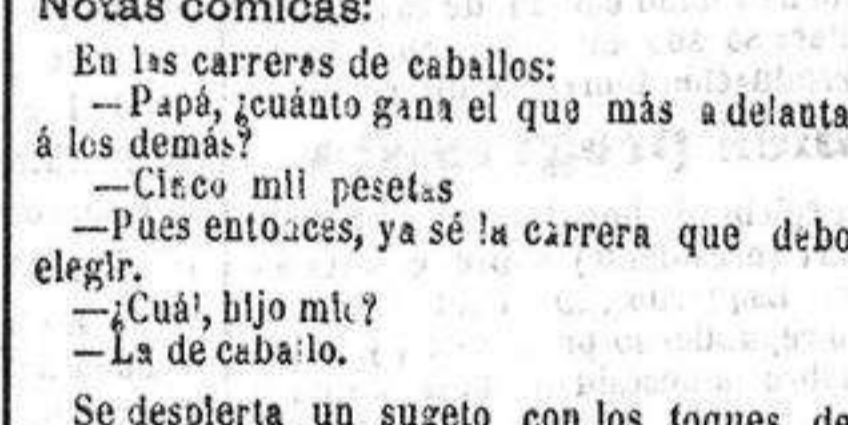 Notas cómicas:
En las carreras de caballos:
—Papá, ¿cuánto gana el que más adelanta
á los demás?
—Cinco mil pesetas
—Pues entonces, ya sé la carrera que debo
elegir.
—¿Cuál, hijo mío?
—La de caballo.
Se despierta un sugeto con los toques de